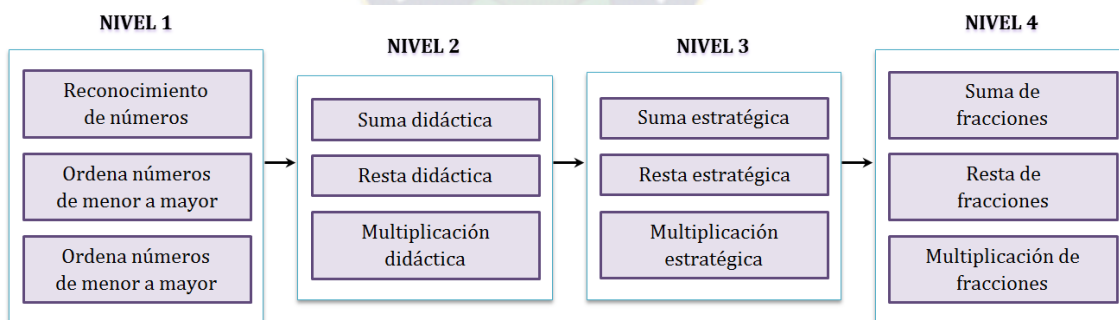 NIVEL 1
Reconocimiento
de números
Ordena números
de menor a mayor
Ordena números
de menor a mayor
NIVEL 2
Suma didáctica
Resta didáctica
Multiplicación
didáctica
NIVEL 3
Suma estratégica
Resta estratégica
Multiplicación
estratégica
NIVEL 4
Suma de
fracciones
Resta de
fracciones
Multiplicación de
fracciones